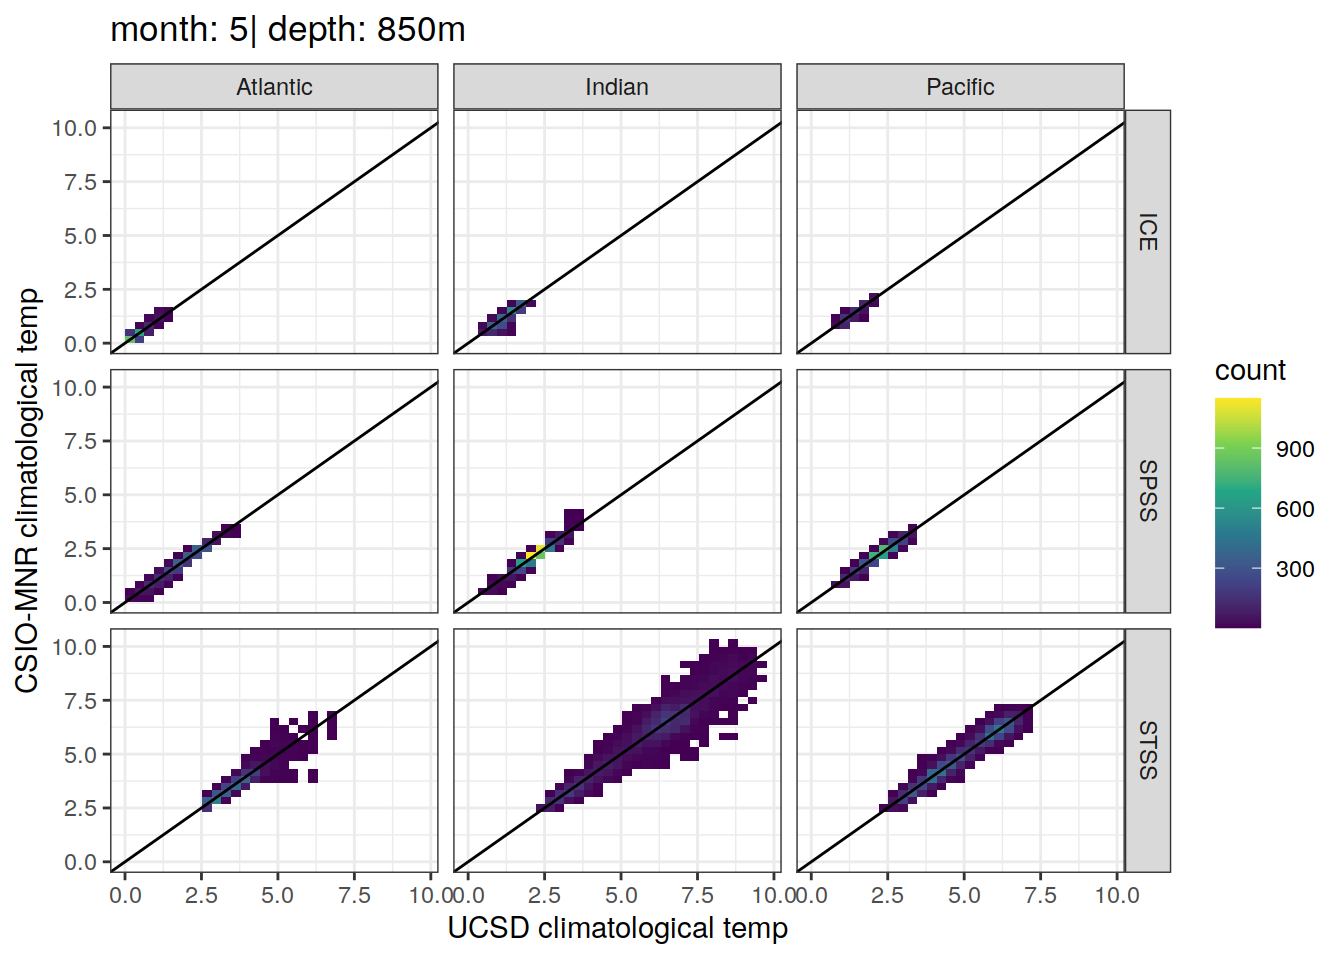 month: 5| depth: 850m
Atlantic
Indian
Pacific
10.0
7.5
5.0
2.5
0.0
ICE
10.0
7.5
5.0
2.5
0.0
SPSS
10.0
7.5
5.0
2.5
0.0
STSS
0.0 2.5 5.0 7.5 10.0
0.0 2.5 5.0 7.5 10.0
0.0 2.5 5.0 7.5 10.0
UCSD climatological temp
CSIO-MNR climatological temp
count
900
600
300